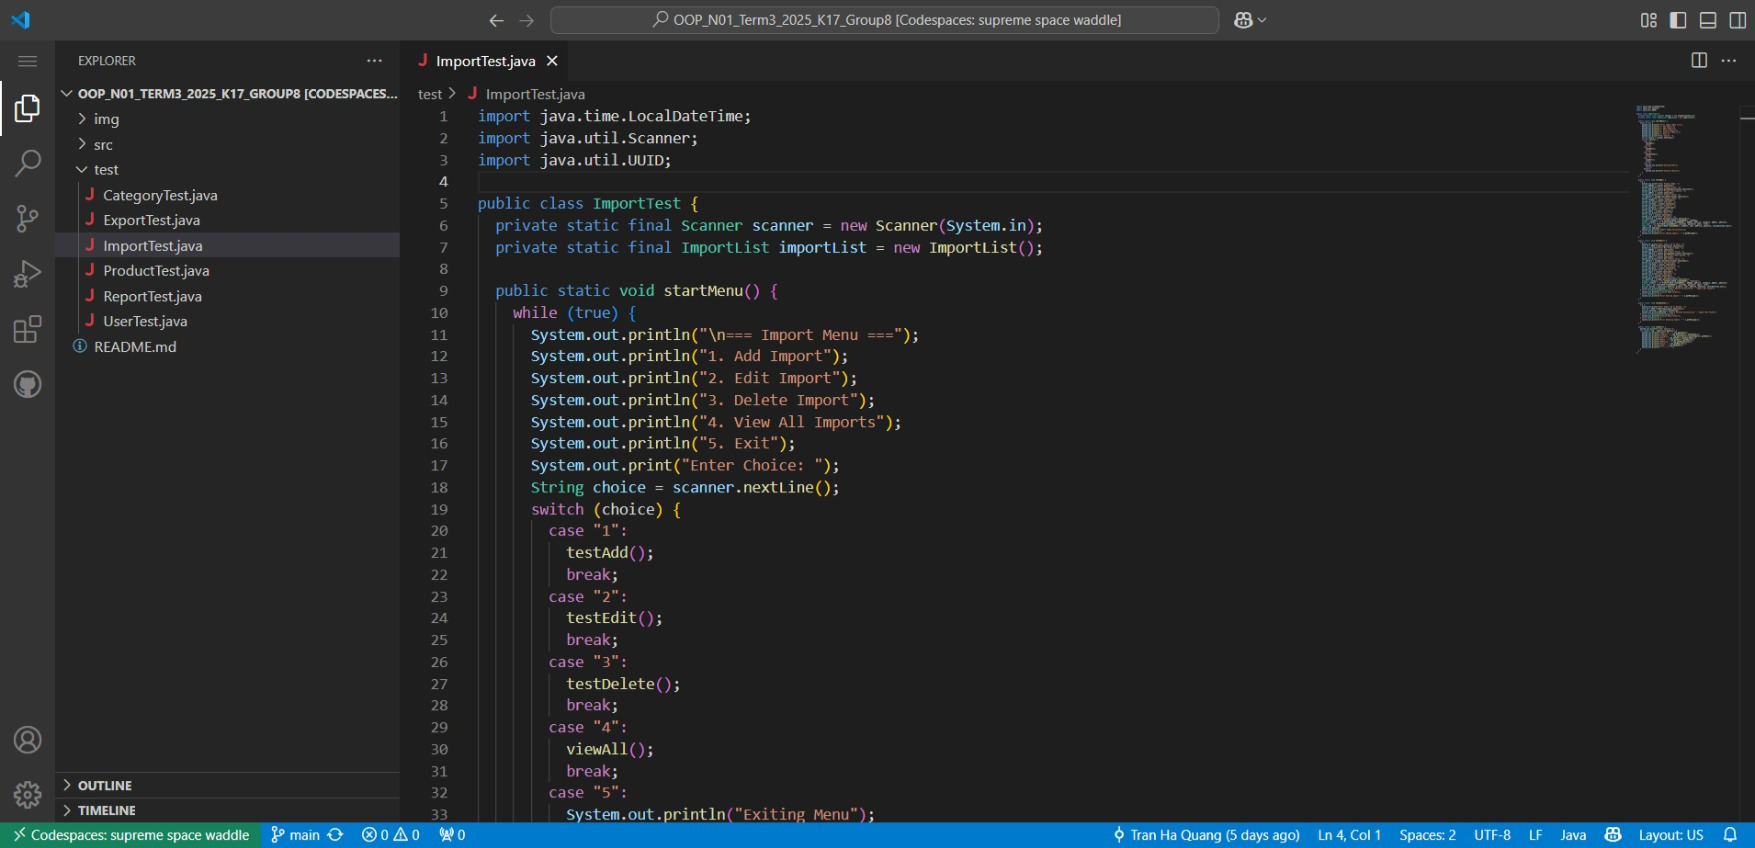 OOP_N01_Term3_2025_K17_Group8 [Codespaces: supreme space waddle]
EXPLORER
OOP_N01_TERM3_2025_K17_GROUP8 [CODESPACES...
img
src
test
CategoryTest.java
ExportTest.java
ImportTest.java
ProductTest.java
ReportTest.java
UserTest.java
README.md
OUTLINE
TIMELINE
ImportTest.java
test > ImportTest.java
1 import java.time.LocalDateTime;
2 import java.util.Scanner;
3 import java.util.UUID;
4
5 public class ImportTest {
6 private static final Scanner scanner = new Scanner(System.in);
7 private static final ImportList importList = new ImportList();
8
9 public static void startMenu() {
10 while (true) {
11 System.out.println("\n=== Import Menu ===");
12 System.out.println("1. Add Import");
13 System.out.println("2. Edit Import");
14 System.out.println("3. Delete Import");
15 System.out.println("4. View All Imports");
16 System.out.println("5. Exit");
17 System.out.print("Enter Choice: ");
18 String choice = scanner.nextLine();
19 switch (choice) {
20 case "1":
21 testAdd();
22 break;
23 case "2":
24 testEdit();
25 break;
26 case "3":
27 testDelete();
28 break;
29 case "4":
30 viewAll();
31 break;
32 case "5":
33 System.out.println("Exiting Menu");
Codespaces: supreme space waddle main 0 0 0 Tran Ha Quang (5 days ago) Ln 4, Col 1 Spaces: 2 UTF-8 LF Java Layout: US